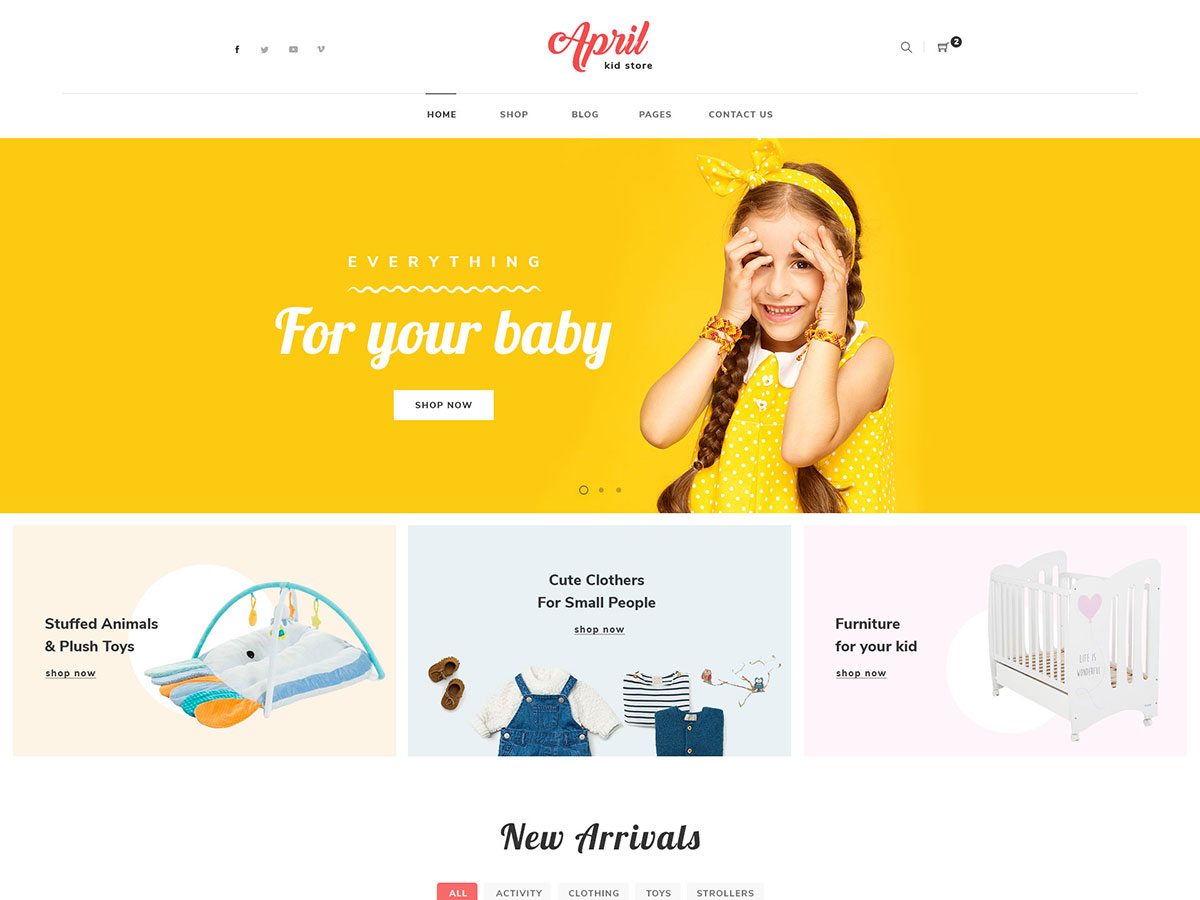 f
April
kid store
2
HOME
SHOP
BLOG
PAGES
CONTACT US
EVERYTHING
For your baby
SHOP NOW
Stuffed Animals
& Plush Toys
shop now
Cute Clothers
For Small People
shop now
Furniture
for your kid
shop now
LIFE IS
WONDERFUL
New Arrivals
ALL
ACTIVITY
CLOTHING
TOYS
STROLLERS